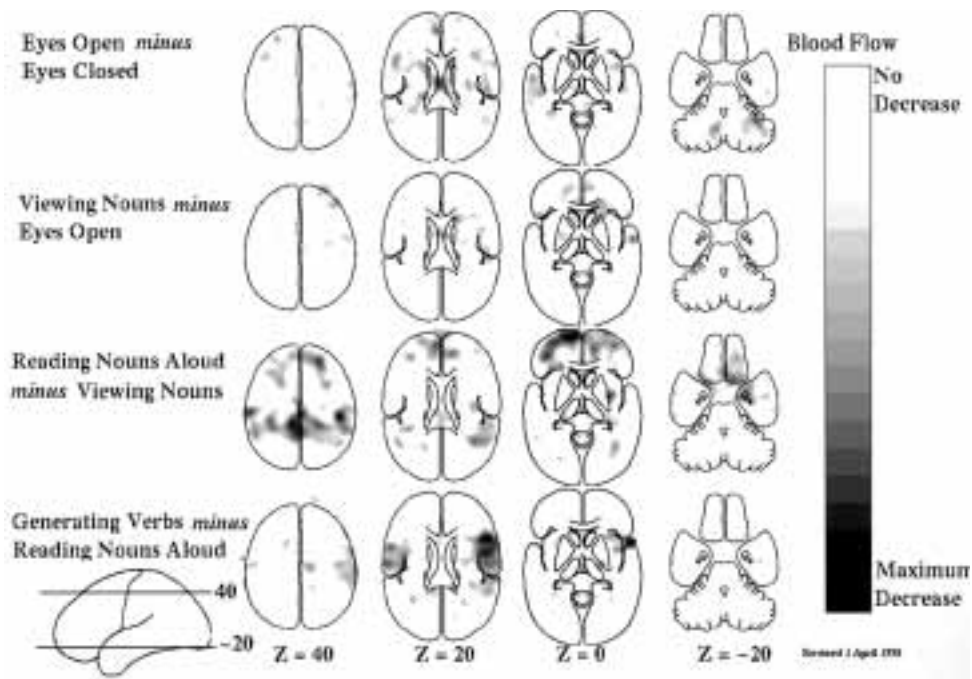 Eyes Open minus
Eyes Closed
Blood Flow
No
Decrease
Viewing Nouns minus
Eyes Open
Reading Nouns Aloud
minus Viewing Nouns
Generating Verbs minus
Reading Nouns Aloud
Maximum
Decrease
40
-20
Z = 40
Z = 20
Z = 0
Z = -20